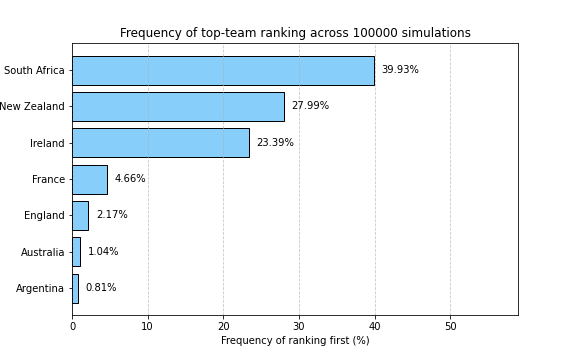 Frequency of top-team ranking across 100000 simulations
South Africa 39.93%
New Zealand 27.99%
Ireland 23.39%
France 4.66%
England 2.17%
Australia 1.04%
Argentina 0.81%
0 10 20 30 40 50
Frequency of ranking first (%)